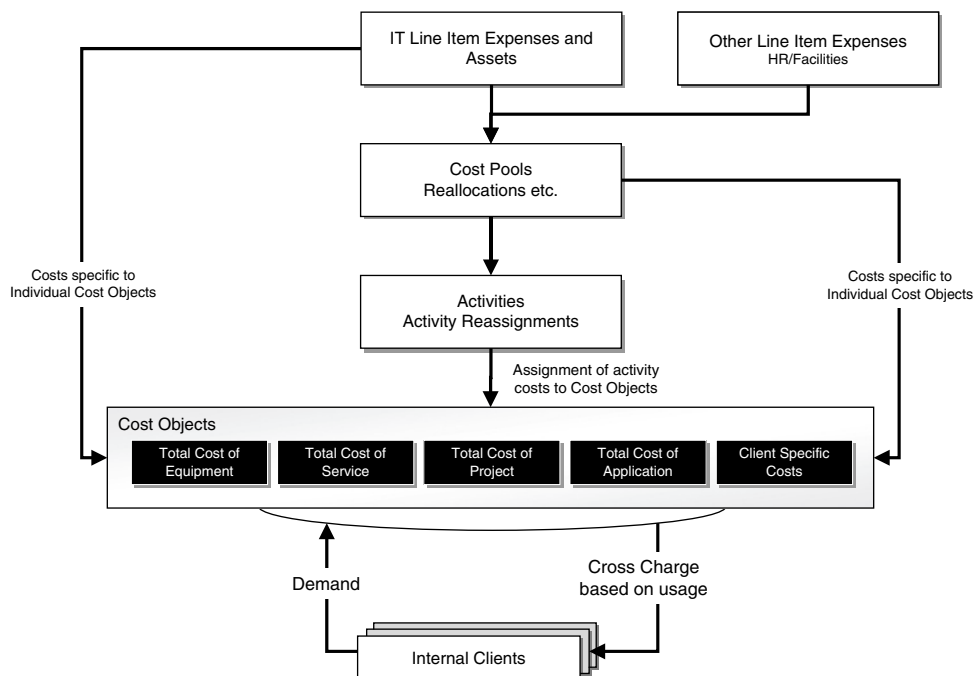 IT Line Item Expenses and
Assets
Other Line Item Expenses
HR/Facilities
Cost Pools
Reallocations etc.
Costs specific to
Individual Cost Objects
Costs specific to
Individual Cost Objects
Activities
Activity Reassignments
Assignment of activity
costs to Cost Objects
Cost Objects
Total Cost of
Equipment
Total Cost of
Service
Total Cost of
Project
Total Cost of
Application
Client Specific
Costs
Demand
Cross Charge
based on usage
Internal Clients